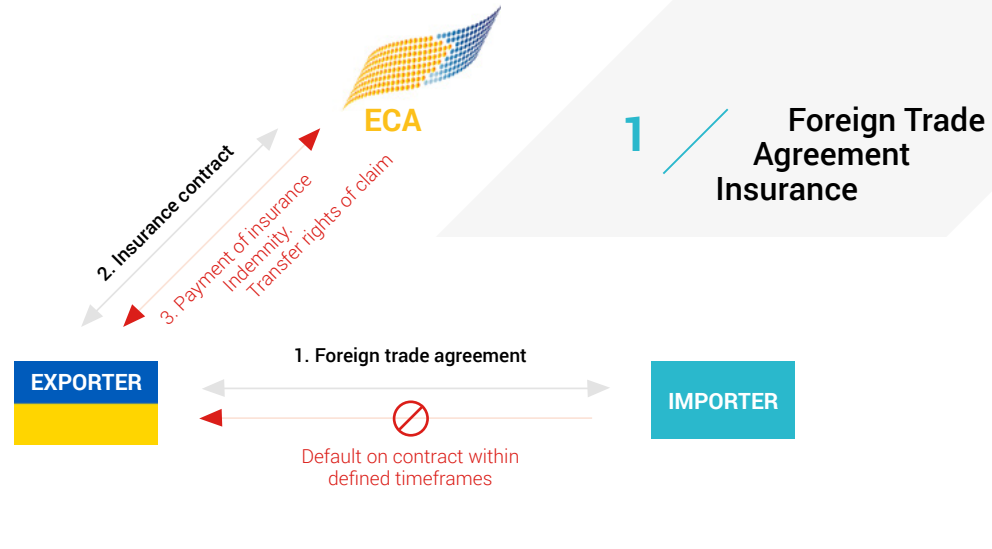 ECA
1
Foreign Trade
Agreement
Insurance
2. Insurance contract
3. Payment of insurance
Indemnity.
Transfer rights of claim
1. Foreign trade agreement
EXPORTER
IMPORTER
Default on contract within
defined timeframes